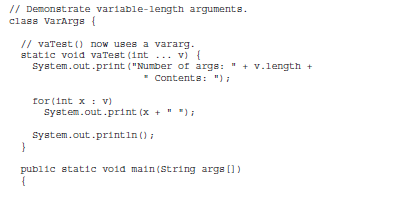 // Demonstrate variable-length arguments.
class VarArgs {
// vaTest() now uses a vararg.
static void vaTest(int ... v) {
System.out.print("Number of args: " + v.length +
" Contents: ");
for(int x : v)
System.out.print(x + " ");
System.out.println();
}
public static void main(String args[])
{